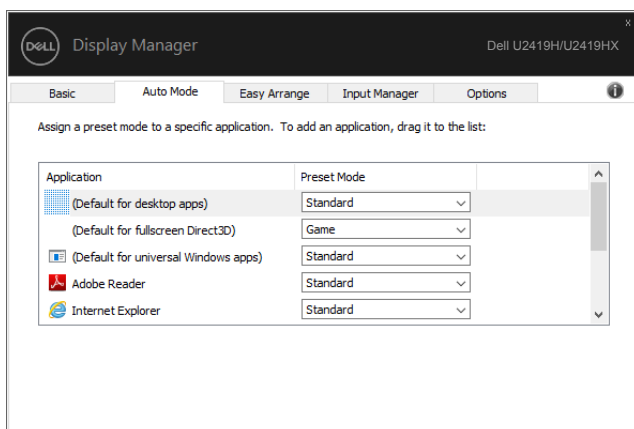 x
DELL Display Manager Dell U2419H/U2419HX
Basic Auto Mode Easy Arrange Input Manager Options
Assign a preset mode to a specific application. To add an application, drag it to the list:
Application Preset Mode
(Default for desktop apps) Standard
(Default for fullscreen Direct3D) Game
(Default for universal Windows apps) Standard
Adobe Reader Standard
Internet Explorer Standard